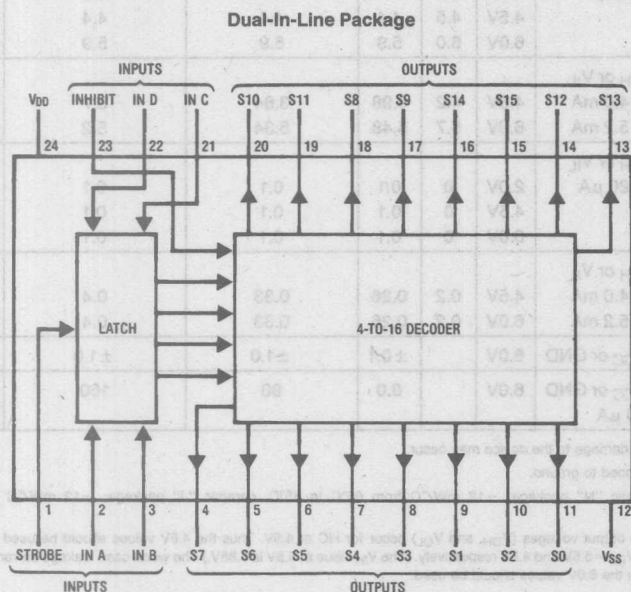 Dual-In-Line Package
INPUTS
OUTPUTS
VDD INHIBIT IN D IN C S10 S11 S8 S9 S14 S15 S12 S13
24 23 22 21 20 19 18 17 16 15 14 13
LATCH
4-TO-16 DECODER
1 2 3 4 5 6 7 8 9 10 11 12
STROBE IN A IN B S7 S6 S5 S4 S3 S1 S2 S0 VSS
INPUTS
OUTPUTS